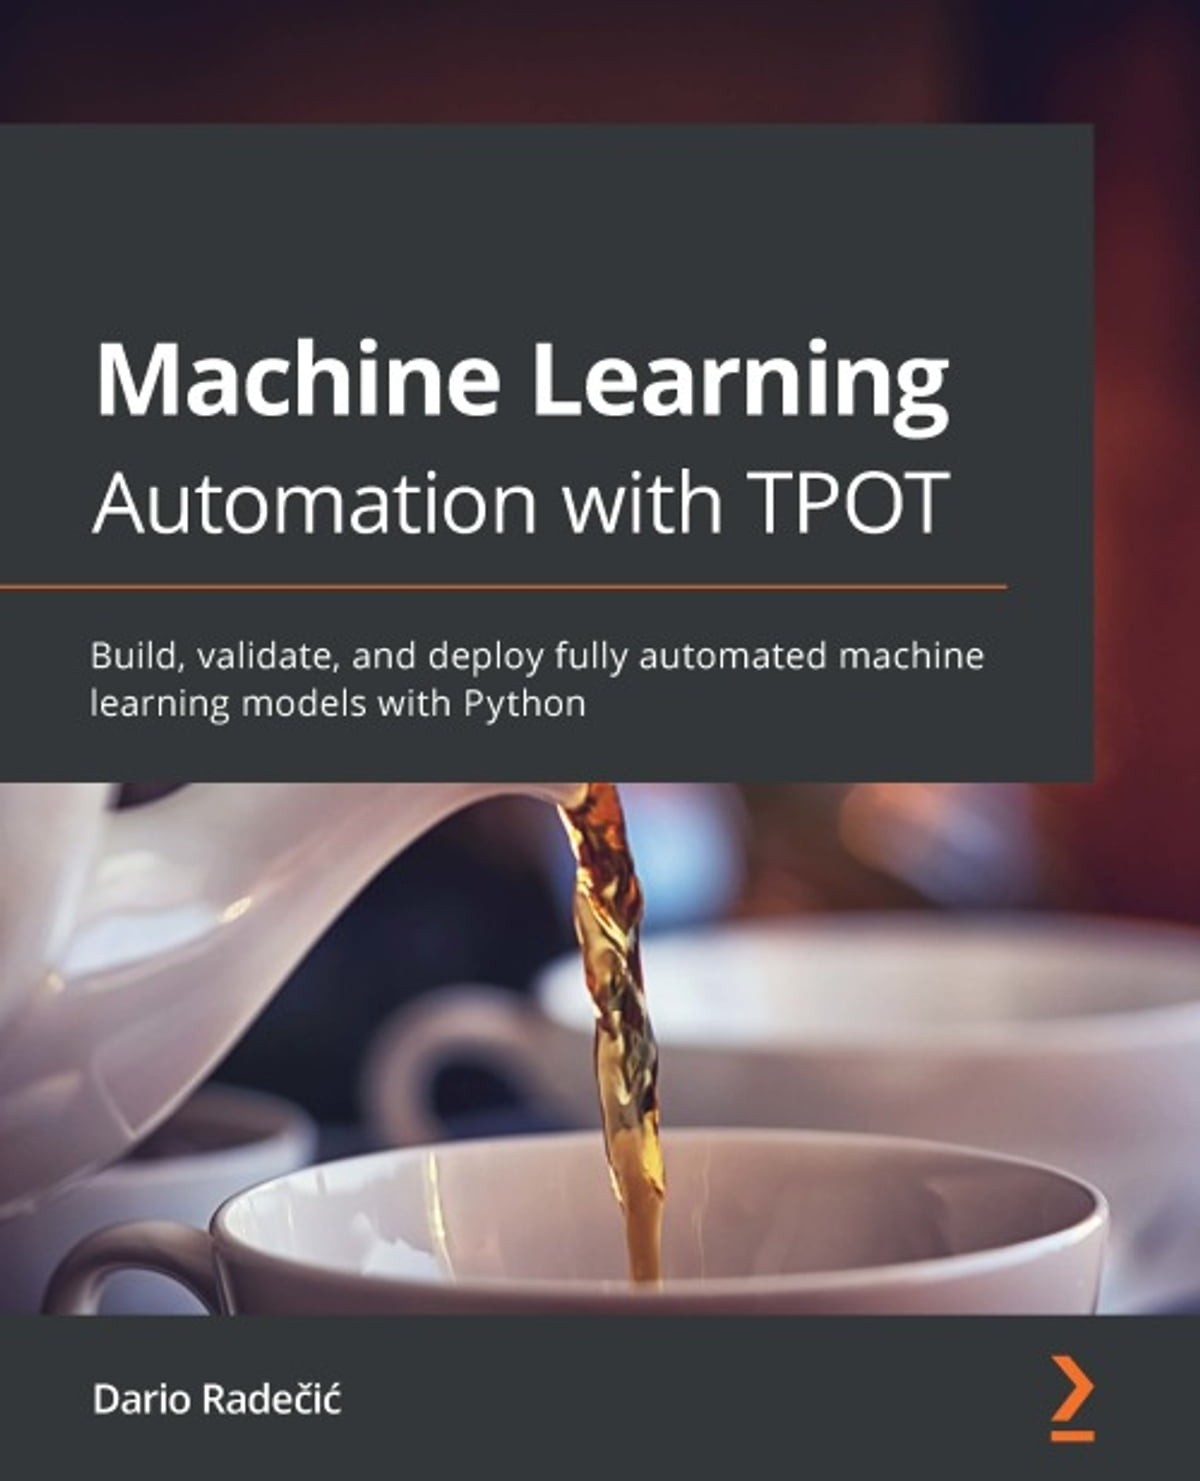 Machine Learning
Automation with TPOT
Build, validate, and deploy fully automated machine
learning models with Python
Dario Radečić